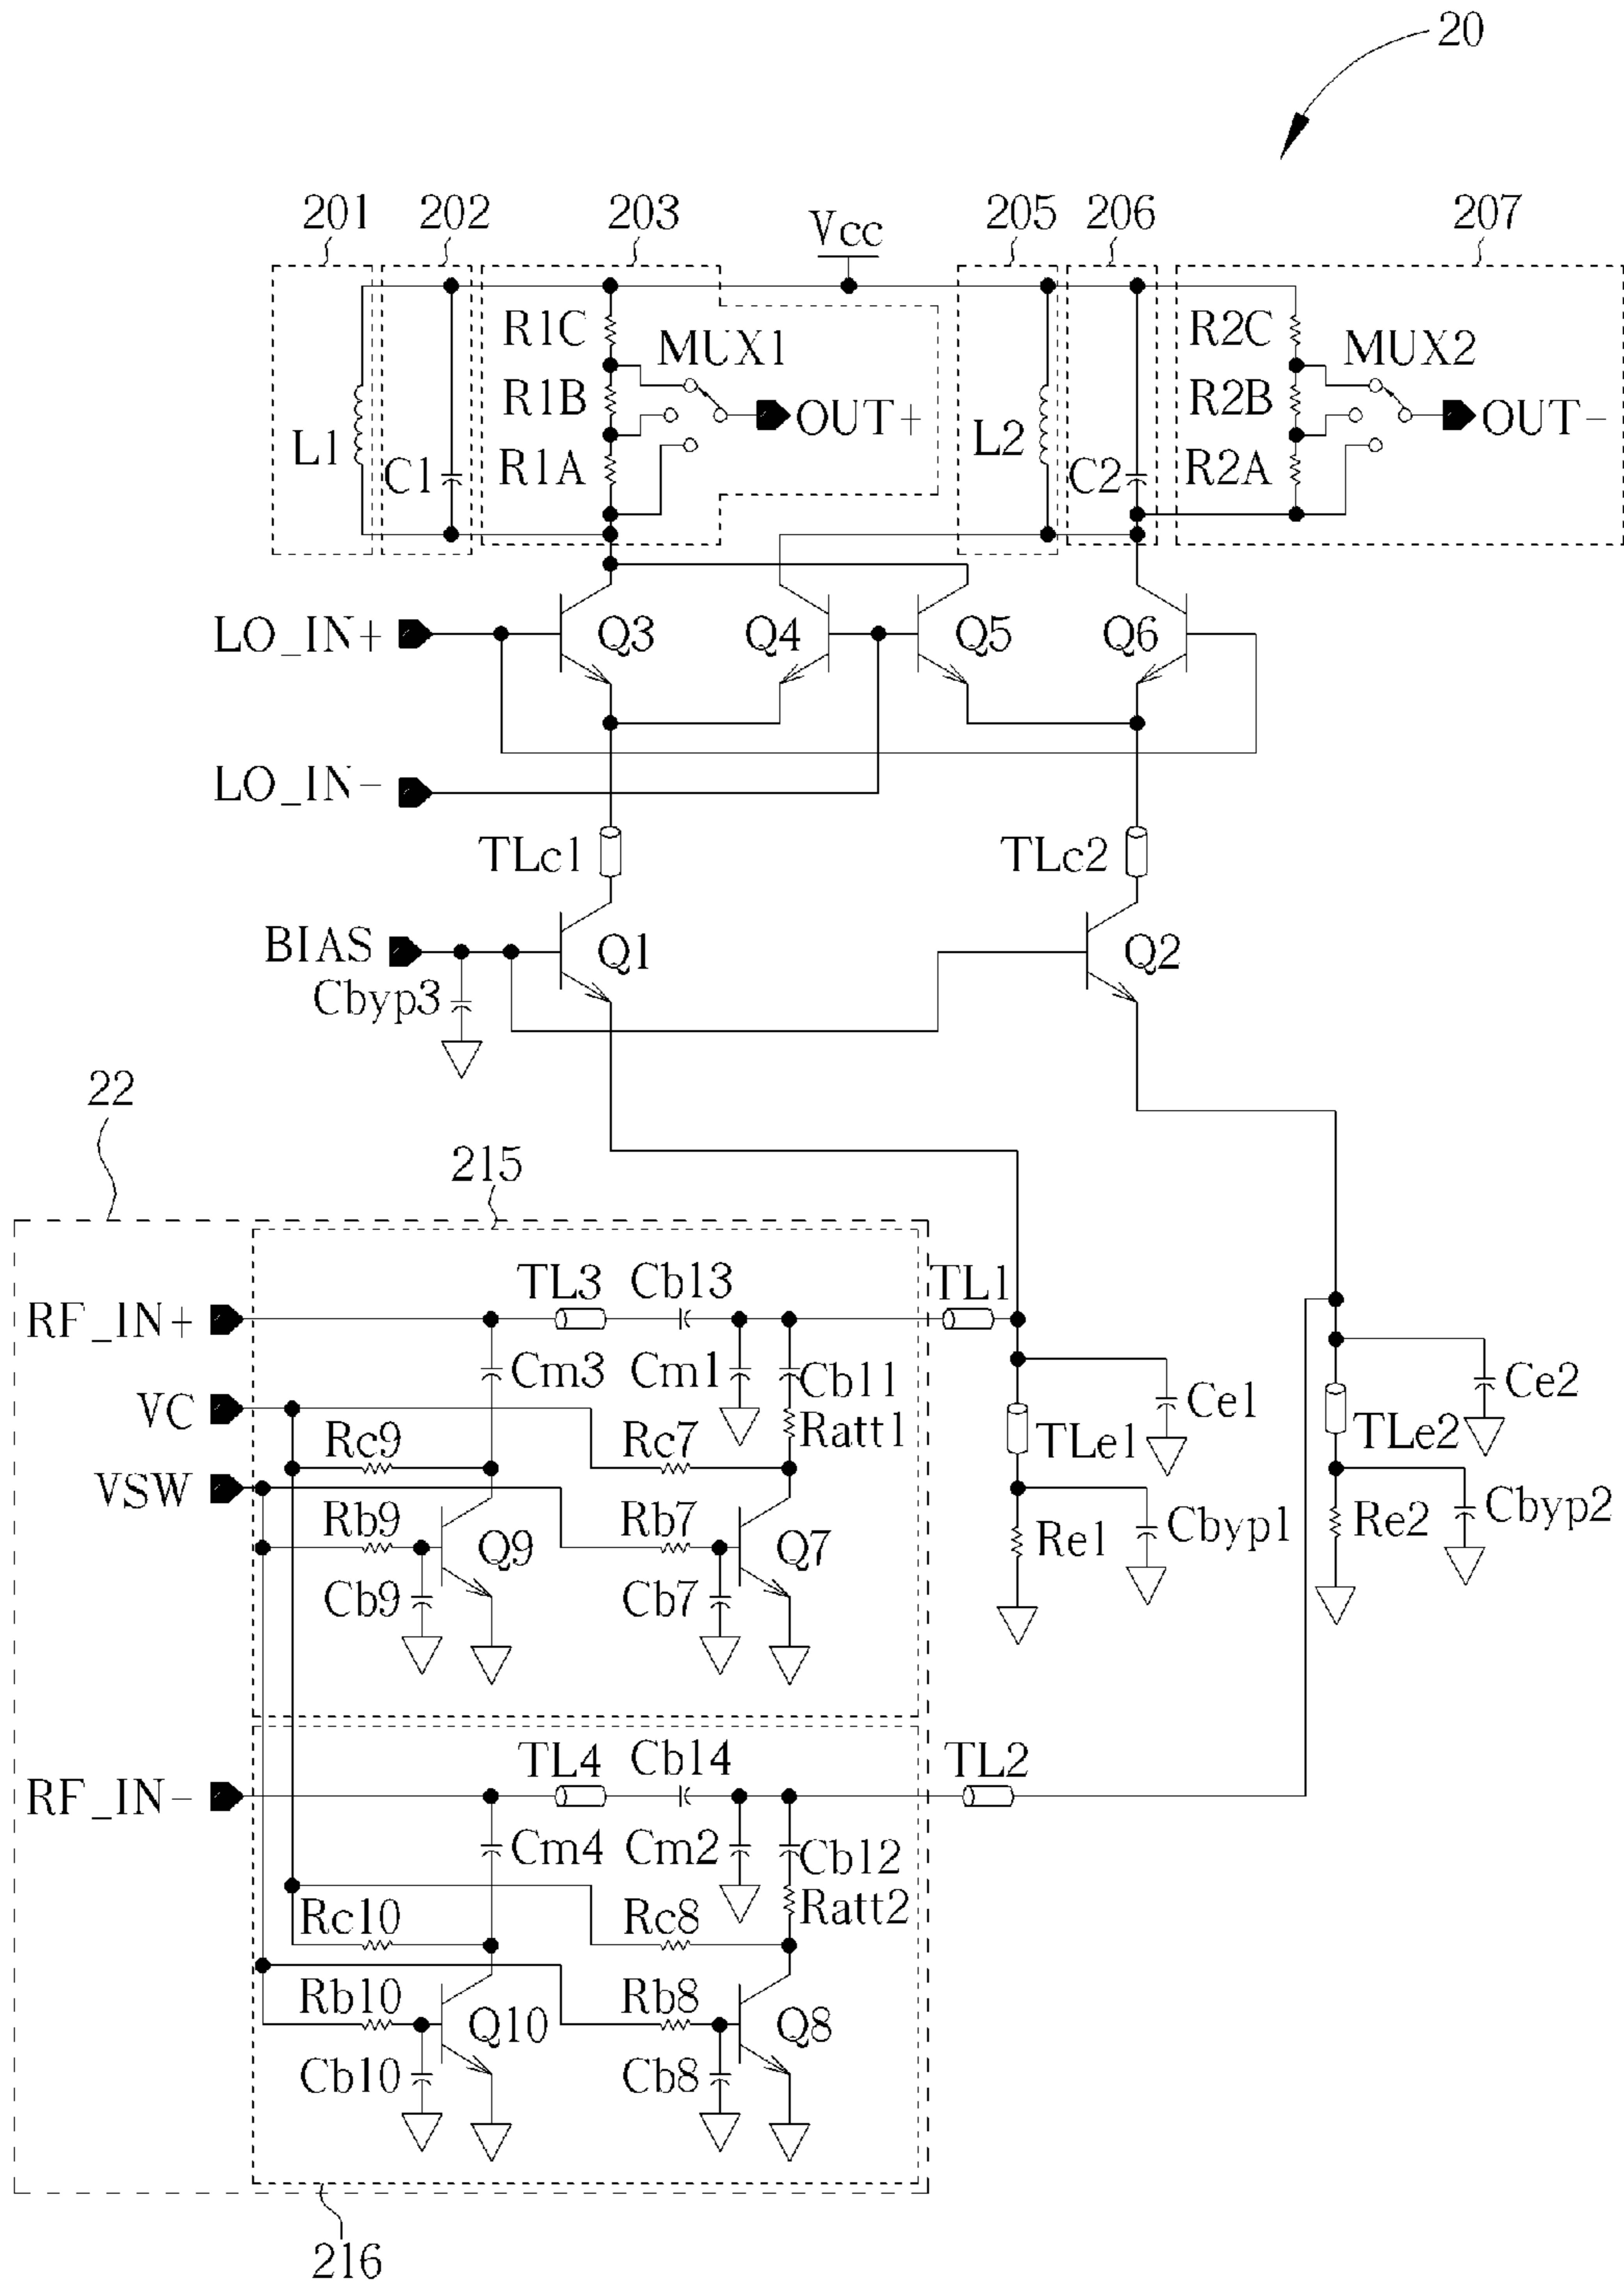 20
201
202
203
Vcc
205
206
207
R1C
MUX1
R1B
OUT+
R1A
L1
C1
L2
C2
R2C
MUX2
R2B
OUT-
R2A
LO_IN+
Q3
Q4
Q5
Q6
LO_IN-
TLc1
TLc2
BIAS
Q1
Q2
Cbyp3
22
215
RF_IN+
TL3
Cb13
TL1
Cm3
Cm1
Cb11
Ratt1
VC
Rc9
Rc7
Ce1
Ce2
TLe1
TLe2
VSW
Rb9
Rb7
Q9
Q7
Re1
Cbyp1
Re2
Cbyp2
Cb9
Cb7
RF_IN-
TL4
Cb14
TL2
Cm4
Cm2
Cb12
Ratt2
Rc10
Rc8
Rb10
Rb8
Q10
Q8
Cb10
Cb8
216